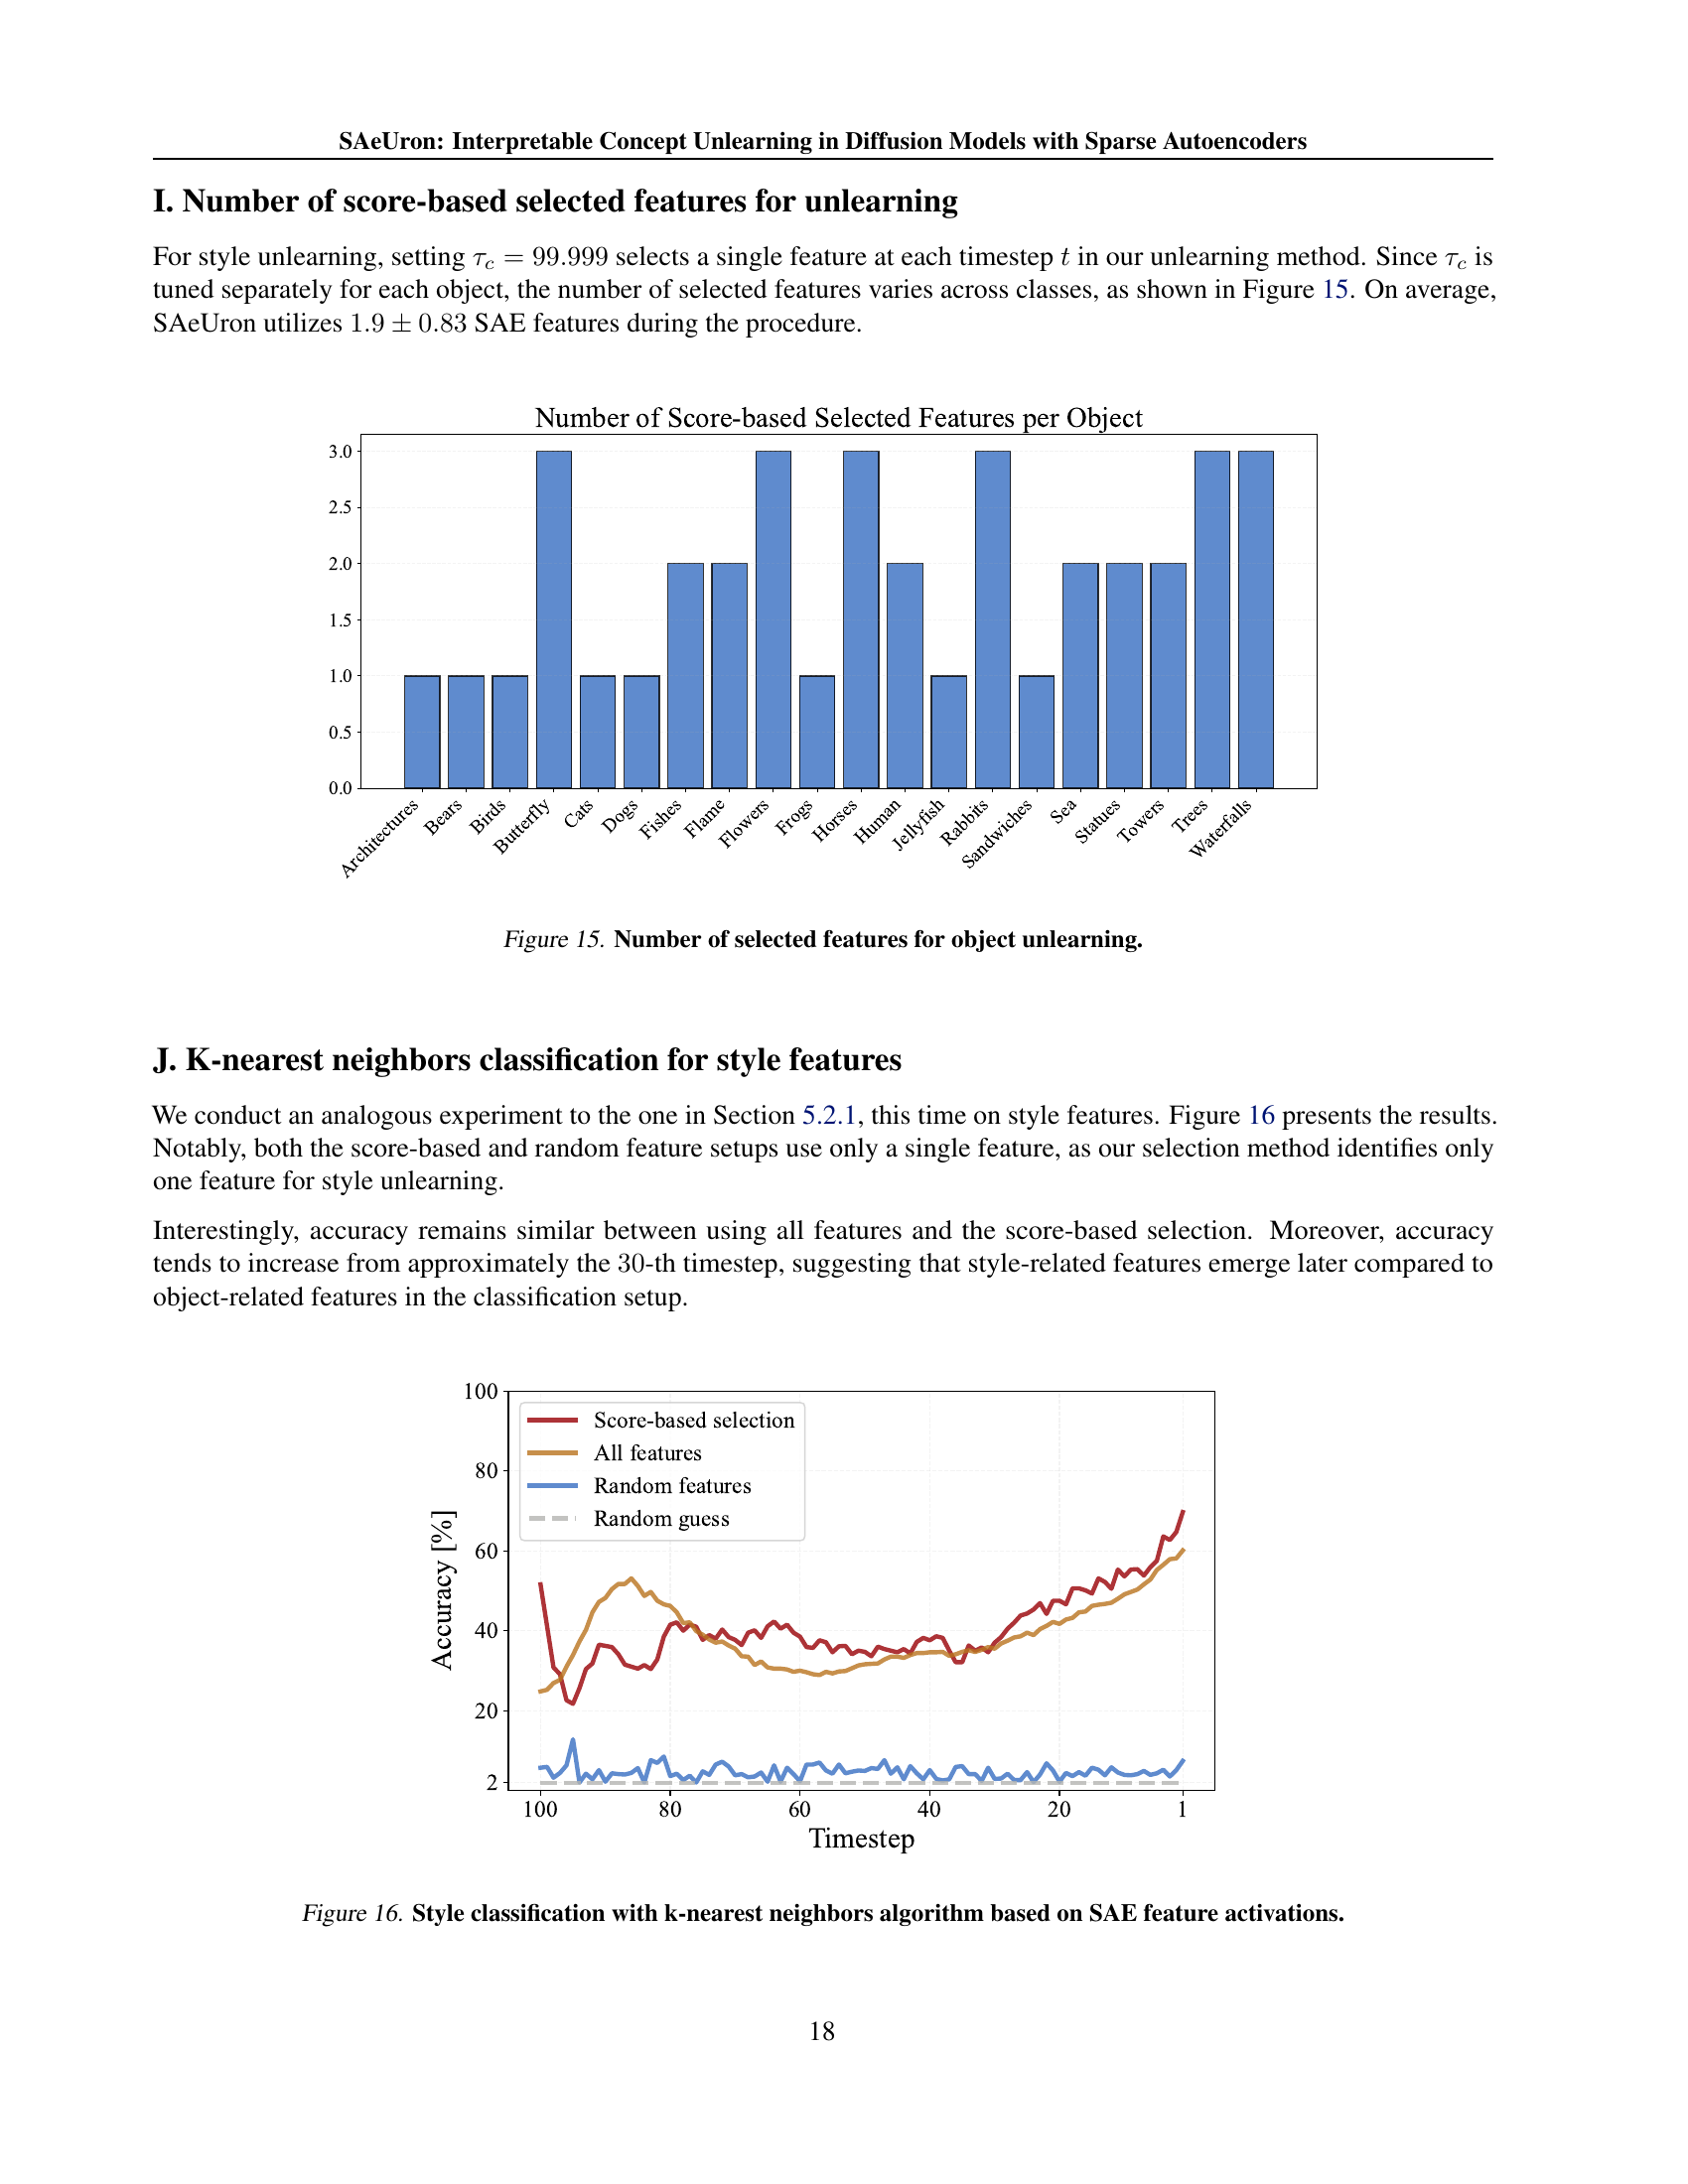 SAeUron: Interpretable Concept Unlearning in Diffusion Models with Sparse Autoencoders
I. Number of score-based selected features for unlearning
For style unlearning, setting τc = 99.999 selects a single feature at each timestep t in our unlearning method. Since τc is
tuned separately for each object, the number of selected features varies across classes, as shown in Figure 15. On average,
SAeUron utilizes 1.9 ± 0.83 SAE features during the procedure.
Number of Score-based Selected Features per Object
3.0
2.5
2.0
1.5
1.0
0.5
0.0
Architectures
Bears
Birds
Butterfly
Cats
Dogs
Fishes
Flame
Flowers
Frogs
Horses
Human
Jellyfish
Rabbits
Sandwiches
Sea
Statues
Towers
Trees
Waterfalls
Figure 15. Number of selected features for object unlearning.
J. K-nearest neighbors classification for style features
We conduct an analogous experiment to the one in Section 5.2.1, this time on style features. Figure 16 presents the results.
Notably, both the score-based and random feature setups use only a single feature, as our selection method identifies only
one feature for style unlearning.
Interestingly, accuracy remains similar between using all features and the score-based selection. Moreover, accuracy
tends to increase from approximately the 30-th timestep, suggesting that style-related features emerge later compared to
object-related features in the classification setup.
Accuracy [%]
100
80
60
40
20
2
Score-based selection
All features
Random features
Random guess
100 80 60 40 20 1
Timestep
Figure 16. Style classification with k-nearest neighbors algorithm based on SAE feature activations.
18